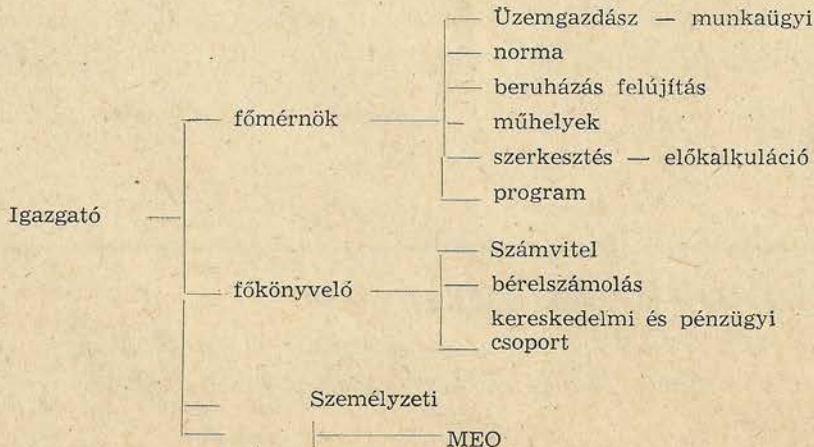 Üzemgazdász — munkaügyi
norma
beruházás felújítás
főmérnök
műhelyek
szerkesztés — előkalkuláció
program
Igazgató
Számvitel
főkönyvelő
bérelszámolás
kereskedelmi és pénzügyi
csoport
Személyzeti
MEO